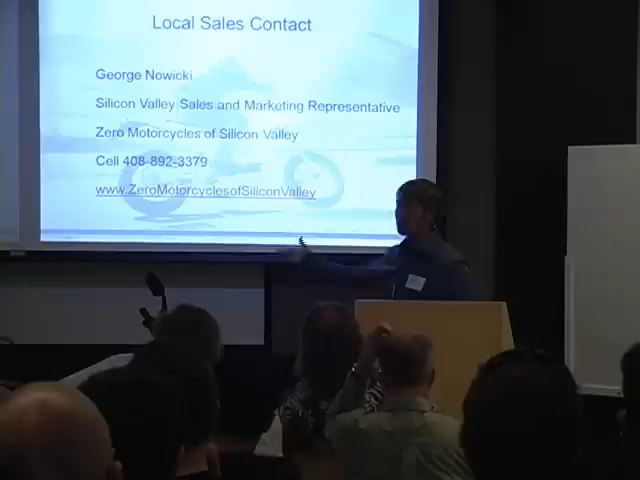 Local Sales Contact
George Nowicki
Silicon Valley Sales and Marketing Representative
Zero Motorcycles of Silicon Valley
Cell 408-892-3379
www.ZeroMotorcyclesofSiliconValley